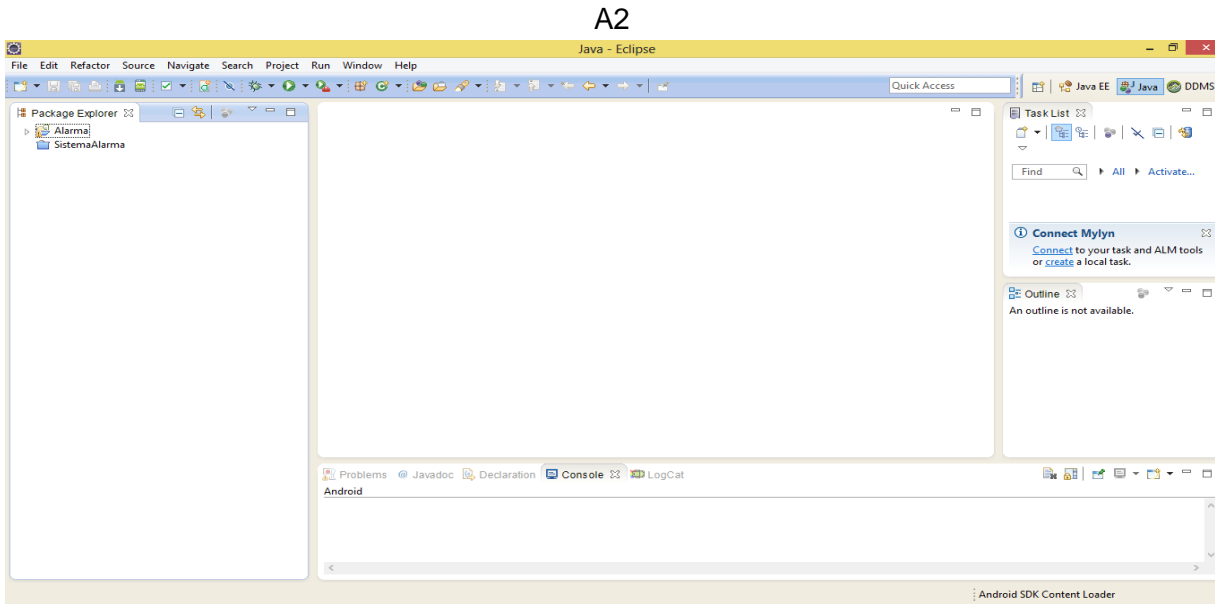 A2
Java - Eclipse
File Edit Refactor Source Navigate Search Project Run Window Help
Quick Access
Java EE
Java
DDMS
Package Explorer
Alarma
SistemaAlarma
Task List
Find
All
Activate...
Connect Mylyn
Connect to your task and ALM tools
or create a local task.
Outline
An outline is not available.
Problems @ Javadoc Declaration Console LogCat
Android
Android SDK Content Loader